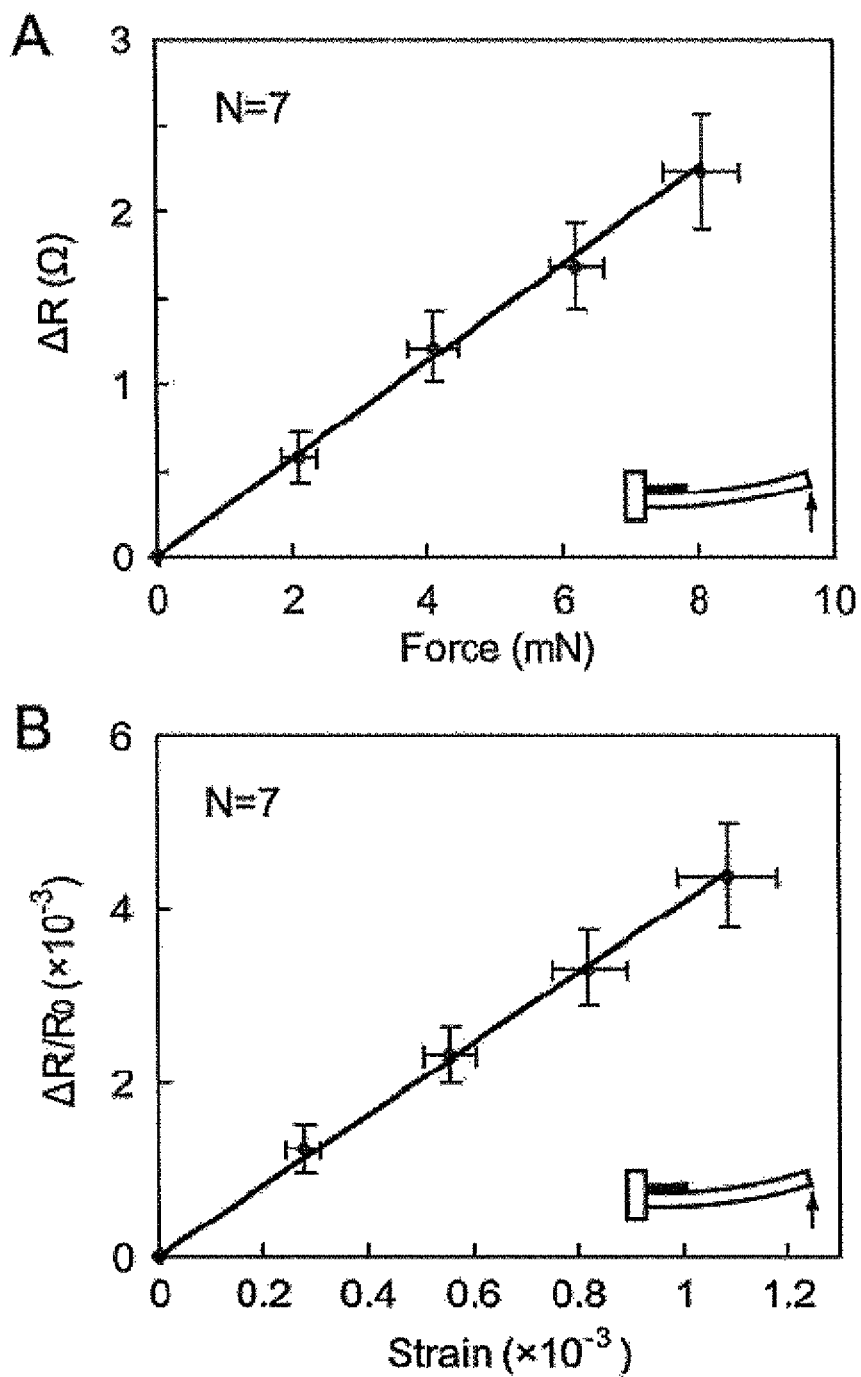 A
3
2
1
0
ΔR (Ω)
N=7
0 2 4 6 8 10
Force (mN)
B
6
4
2
0
ΔR/R0 (×10⁻³)
N=7
0 0.2 0.4 0.6 0.8 1 1.2
Strain (×10⁻³)